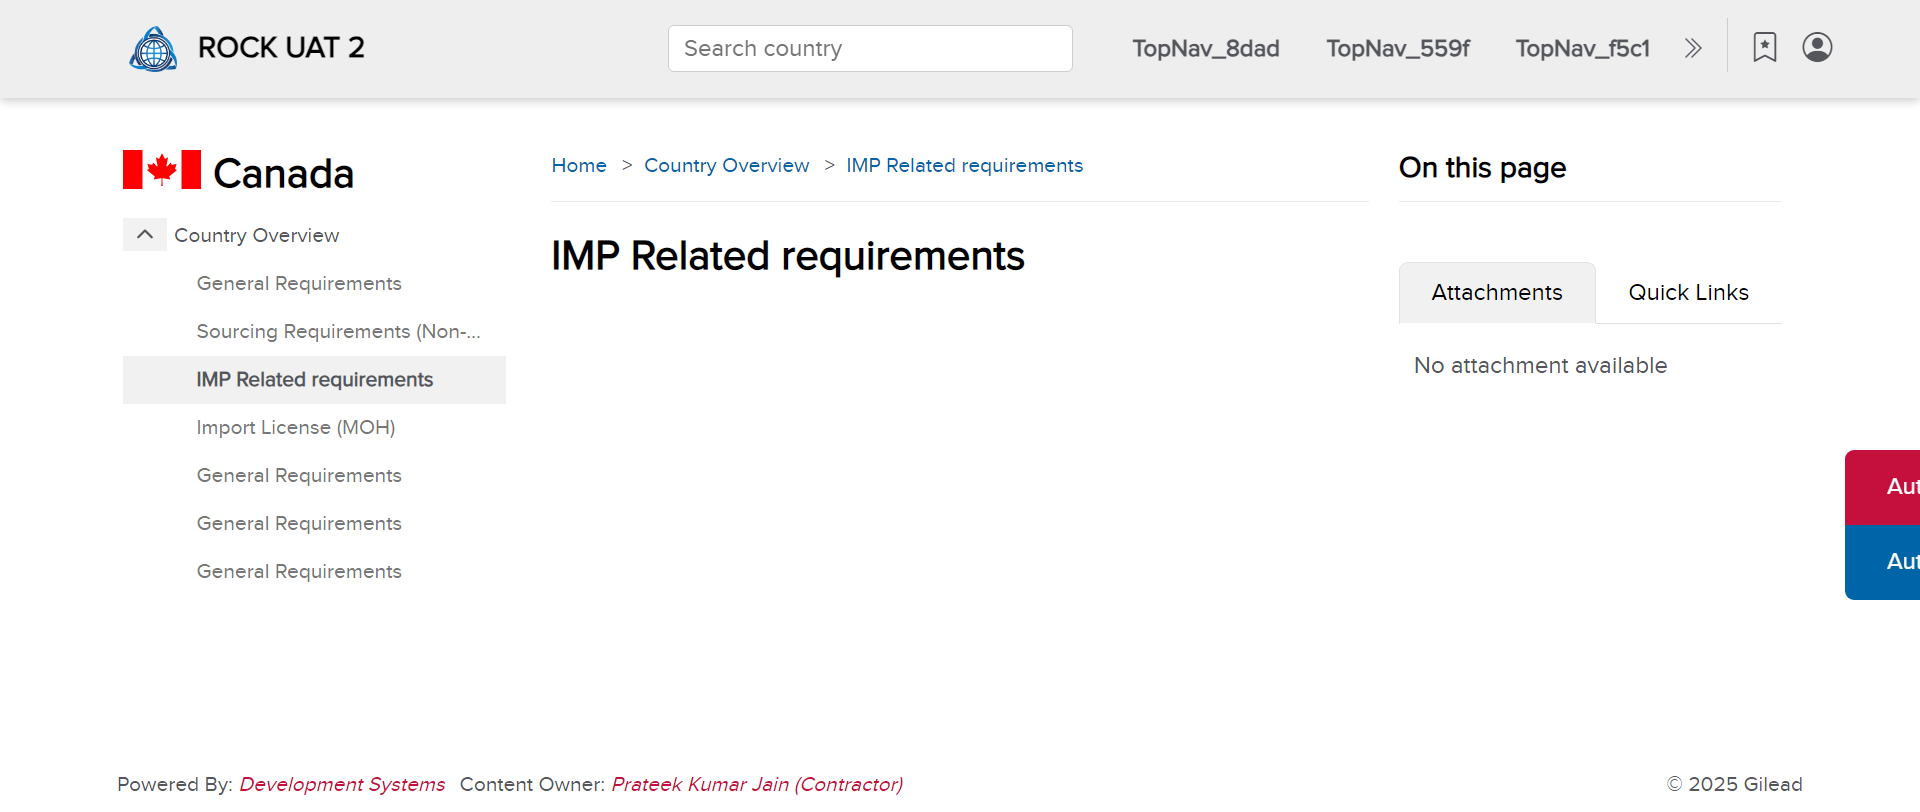 ROCK UAT 2
Search country
TopNav_8dad
TopNav_559f
TopNav_f5c1
Canada
Country Overview
General Requirements
Sourcing Requirements (Non-...
IMP Related requirements
Import License (MOH)
General Requirements
General Requirements
General Requirements
Home > Country Overview > IMP Related requirements
IMP Related requirements
On this page
Attachments
Quick Links
No attachment available
Aut
Aut
Powered By: Development Systems Content Owner: Prateek Kumar Jain (Contractor)
© 2025 Gilead